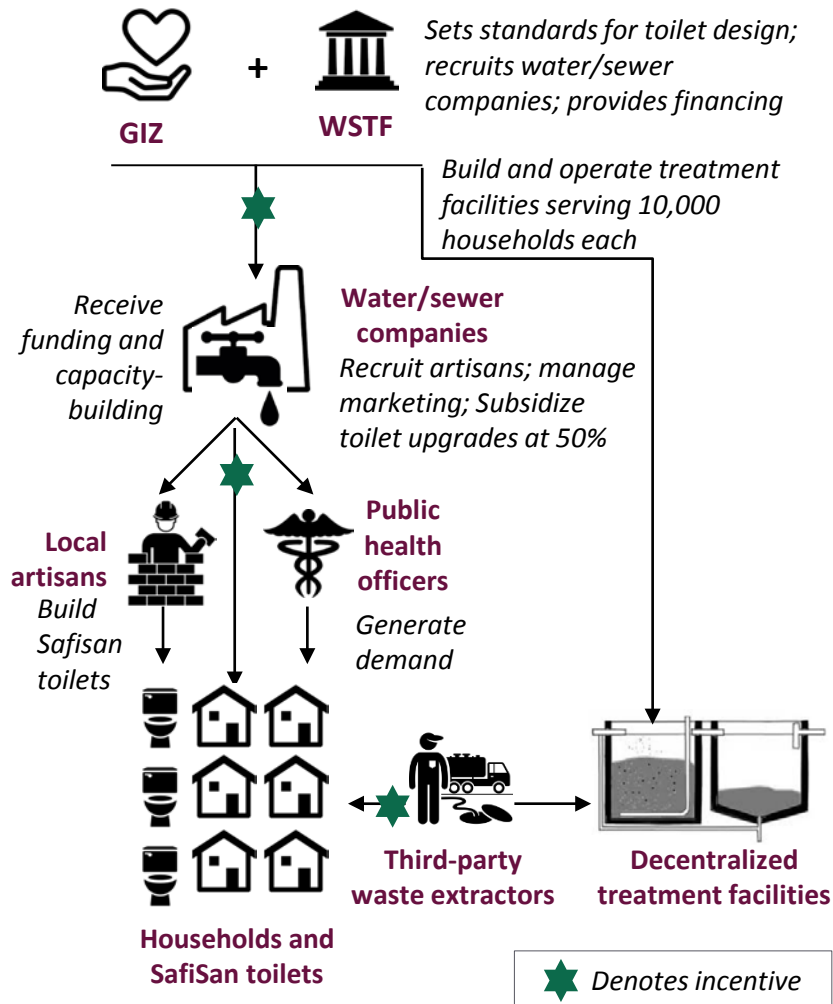 Sets standards for toilet design;
recruits water/sewer
companies; provides financing
+
GIZ
WSTF
Build and operate treatment
facilities serving 10,000
households each
Receive
funding and
capacity-
building
Water/sewer
companies
Recruit artisans; manage
marketing; Subsidize
toilet upgrades at 50%
Local
artisans
Build
Safisan
toilets
Public
health
officers
Generate
demand
Third-party
waste extractors
Decentralized
treatment facilities
Households and
SafiSan toilets
Denotes incentive